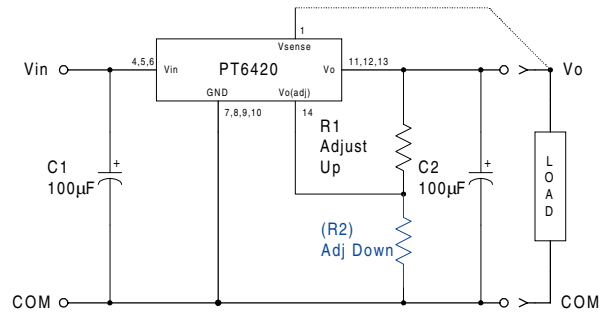 1
Vsense
Vin
4,5,6
Vin
PT6420
Vo
11,12,13
Vo
GND
Vo(adj)
7,8,9,10
14
R1
Adjust
Up
C1
100µF
+
C2
100µF
+
L
O
A
D
(R2)
Adj Down
COM
COM